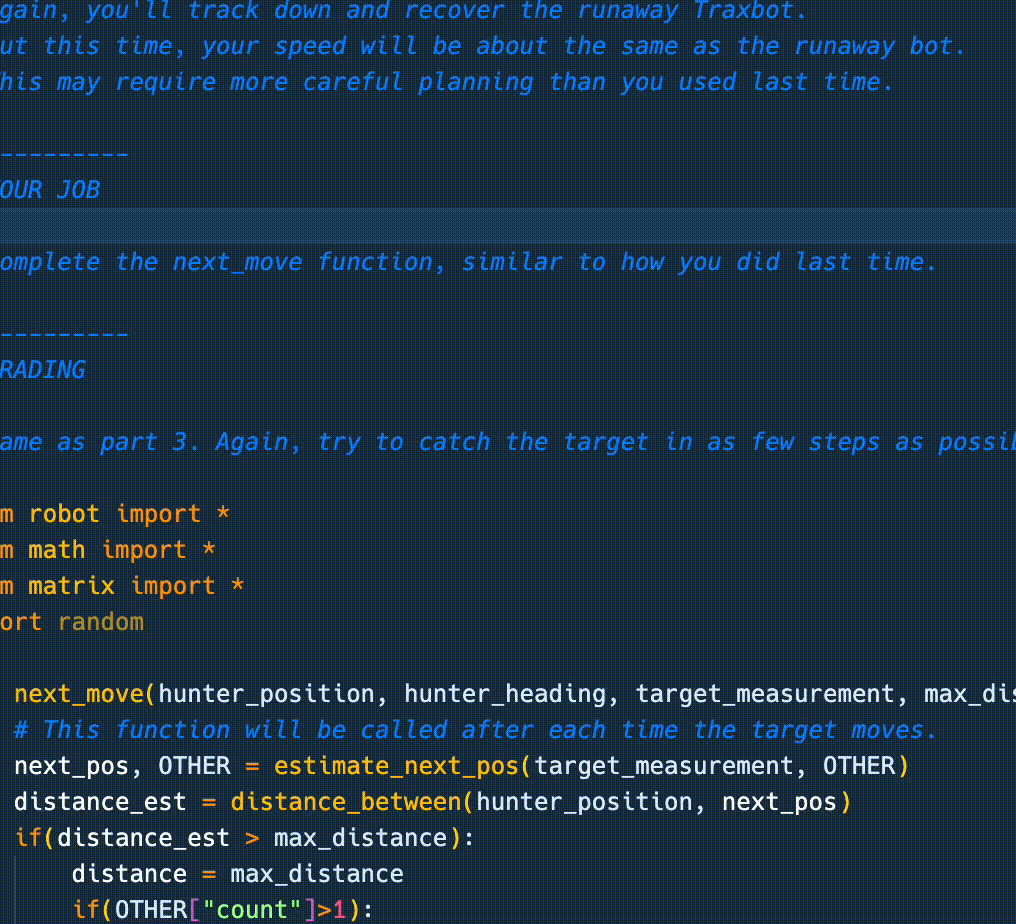 gain, you'll track down and recover the runaway Traxbot.
ut this time, your speed will be about the same as the runaway bot.
his may require more careful planning than you used last time.
---------
OUR JOB
omplete the next_move function, similar to how you did last time.
---------
RADING
ame as part 3. Again, try to catch the target in as few steps as possib
m robot import *
m math import *
m matrix import *
ort random
next_move(hunter_position, hunter_heading, target_measurement, max_dis
# This function will be called after each time the target moves.
next_pos, OTHER = estimate_next_pos(target_measurement, OTHER)
distance_est = distance_between(hunter_position, next_pos)
if(distance_est > max_distance):
distance = max_distance
if(OTHER["count"]>1):